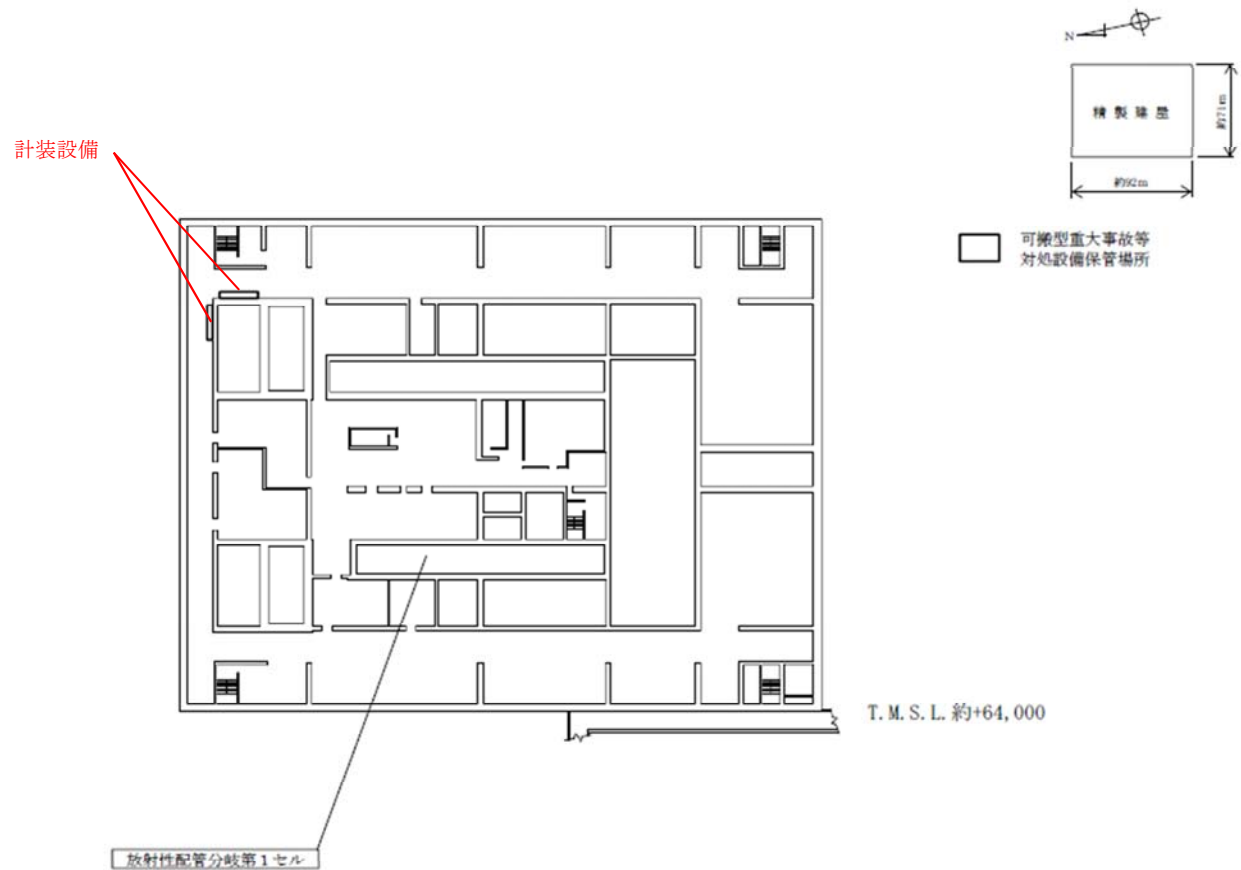 N
精製建屋
約71m
約92m
計装設備
可搬型重大事故等
対処設備保管場所
T.M.S.L.約+64,000
放射性配管分岐第1セル